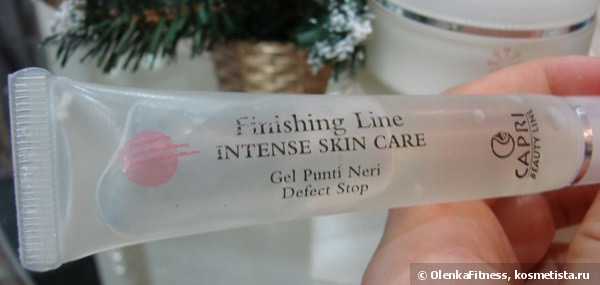 Finishing Line
INTENSE SKIN CARE
Gel Punti Neri
Defect Stop
CAPRI
BEAUTY LINE
© OlenkaFitness, kosmetista.ru